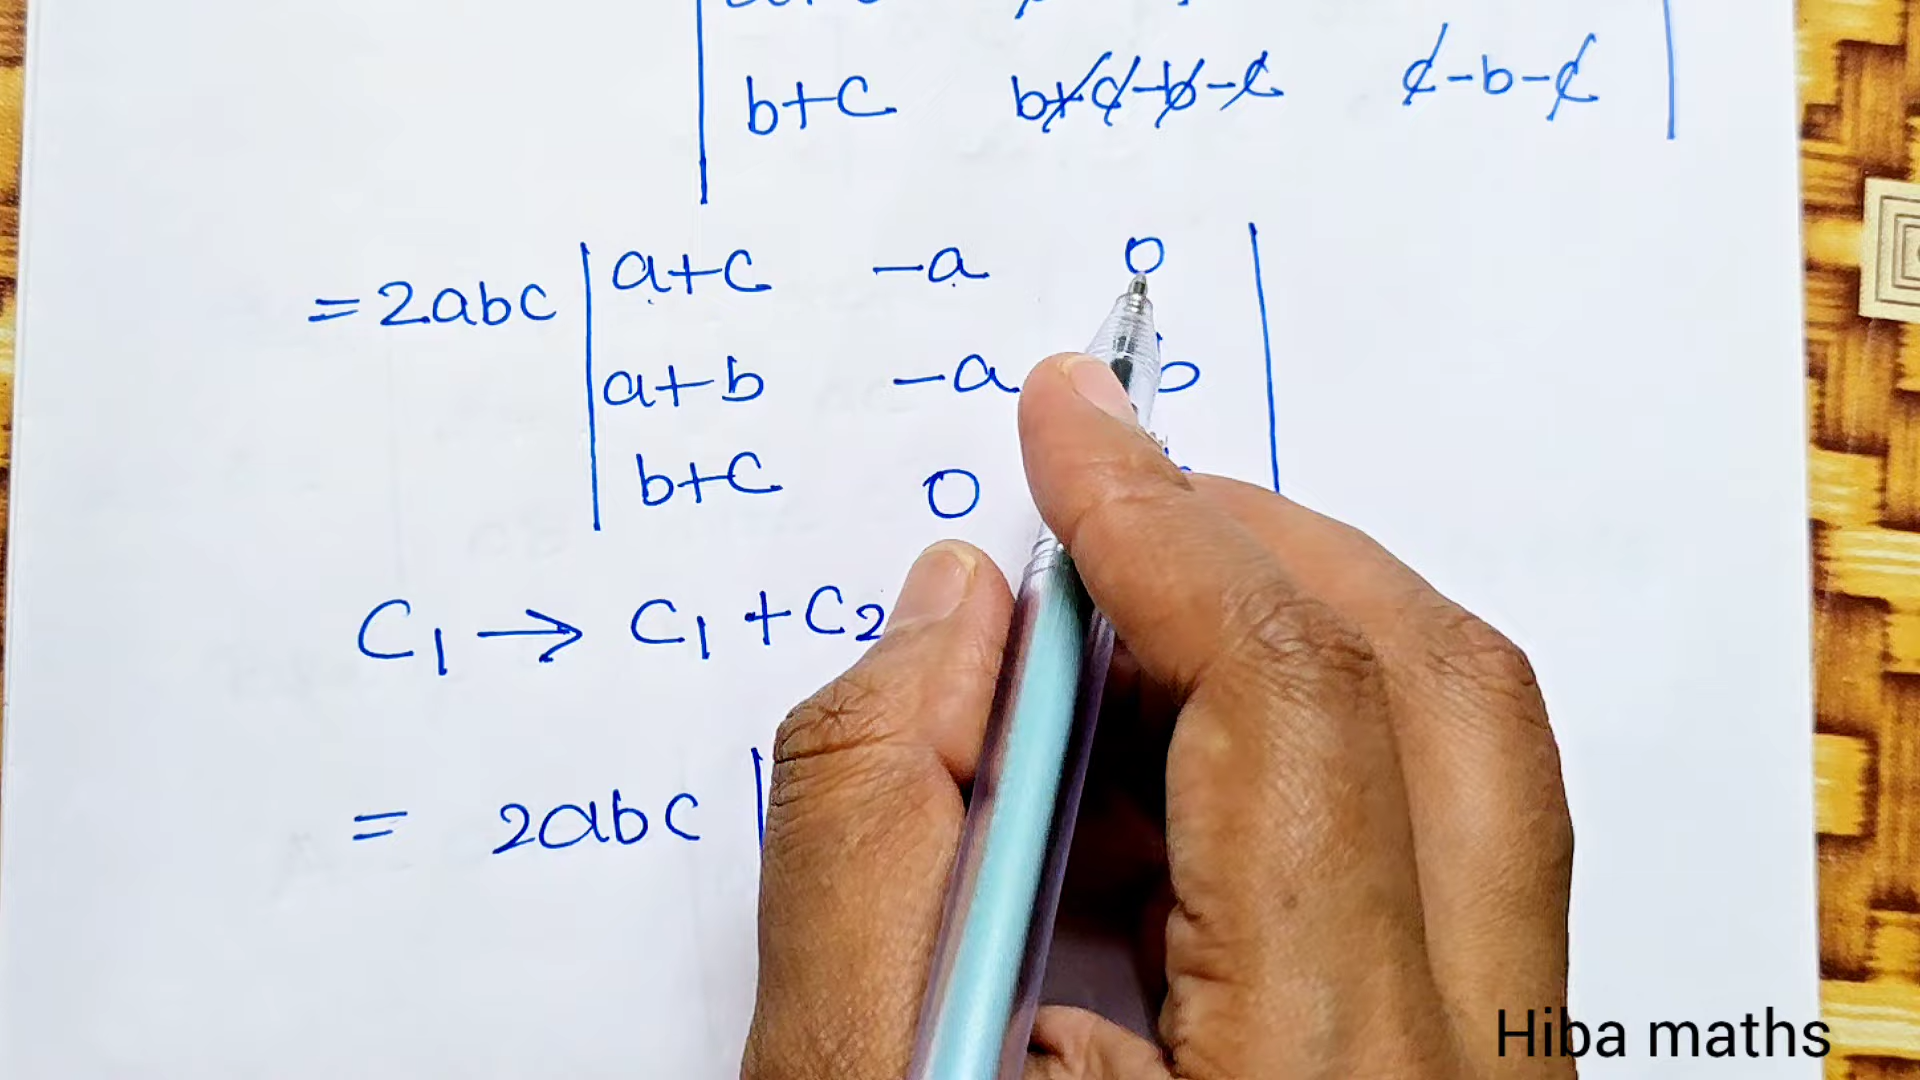 b+c b+c-b-c c-b-c
=2abc | a+c -a 0 |
a+b -a b
b+c 0
C1 → C1 + C2
= 2abc |
Hiba maths